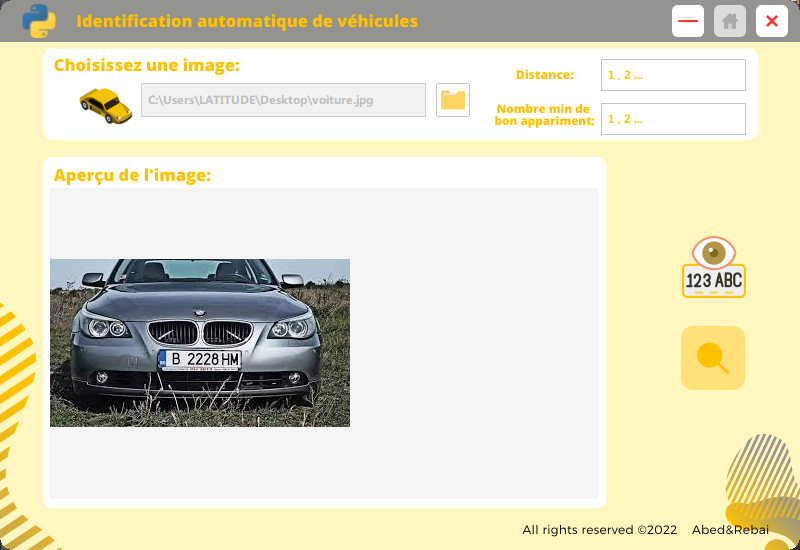 Identification automatique de véhicules
Choisissez une image:
C:\Users\LATITUDE\Desktop\voiture.jpg
Distance:
1 , 2 ...
Nombre min de
bon appariment:
1 , 2 ...
Aperçu de l'image:
B 2228 HM
123 ABC
All rights reserved ©2022 Abed&Rebai